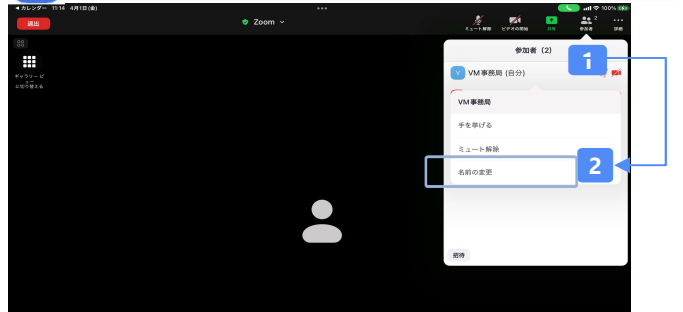 ◀ カレンダー 11:14 4月1日(金)
100%
退出
Zoom
ミュート解除 ビデオの開始 共有 参加者 詳細
2
ギャラリー ビ
ュー
に切り替える
参加者 (2)
1
V VM事務局 (自分)
VM事務局
手を挙げる
ミュート解除
2
名前の変更
招待